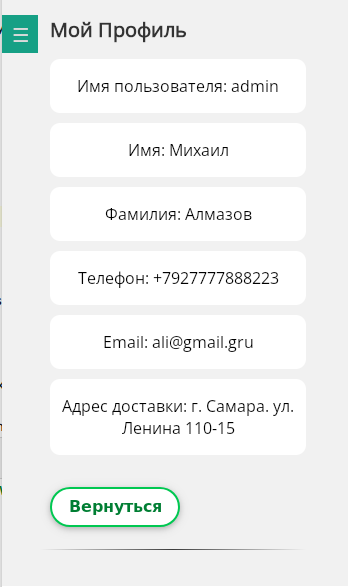 Мой Профиль
Имя пользователя: admin
Имя: Михаил
Фамилия: Алмазов
Телефон: +7927777888223
Email: ali@gmail.gru
Адрес доставки: г. Самара. ул.
Ленина 110-15
Вернуться